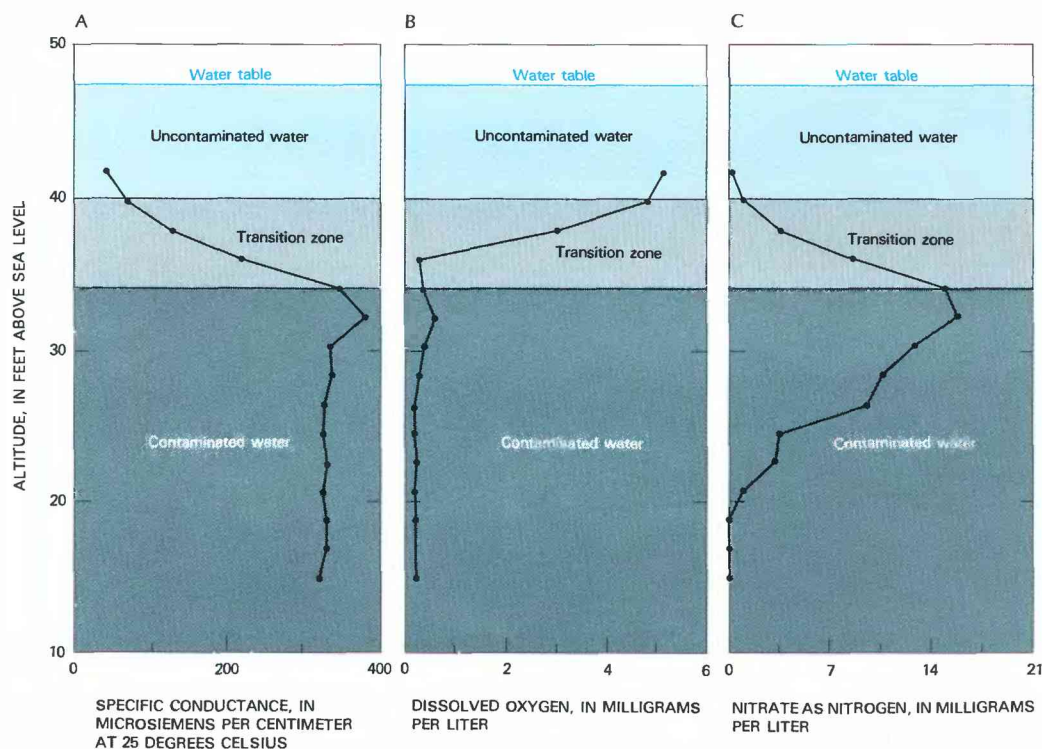 A
B
C
50
40
30
20
10
ALTITUDE, IN FEET ABOVE SEA LEVEL
Water table
Uncontaminated water
Transition zone
Contaminated water
0
200
400
SPECIFIC CONDUCTANCE, IN
MICROSIEMENS PER CENTIMETER
AT 25 DEGREES CELSIUS
Water table
Uncontaminated water
Transition zone
Contaminated water
0
2
4
6
DISSOLVED OXYGEN, IN MILLIGRAMS
PER LITER
Water table
Uncontaminated water
Transition zone
Contaminated water
0
7
14
21
NITRATE AS NITROGEN, IN MILLIGRAMS
PER LITER